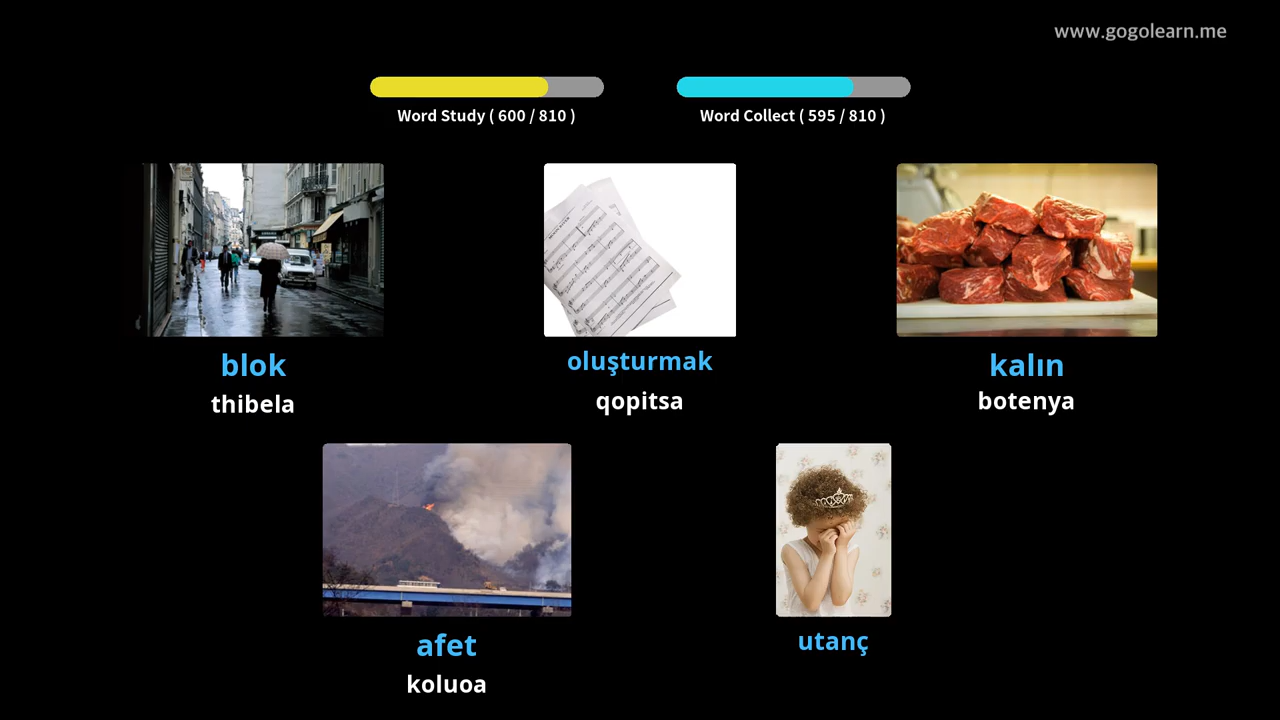 www.gogolearn.me
Word Study ( 600 / 810 )
Word Collect ( 595 / 810 )
blok
thibela
oluşturmak
qopitsa
kalın
botenya
afet
koluoa
utanç